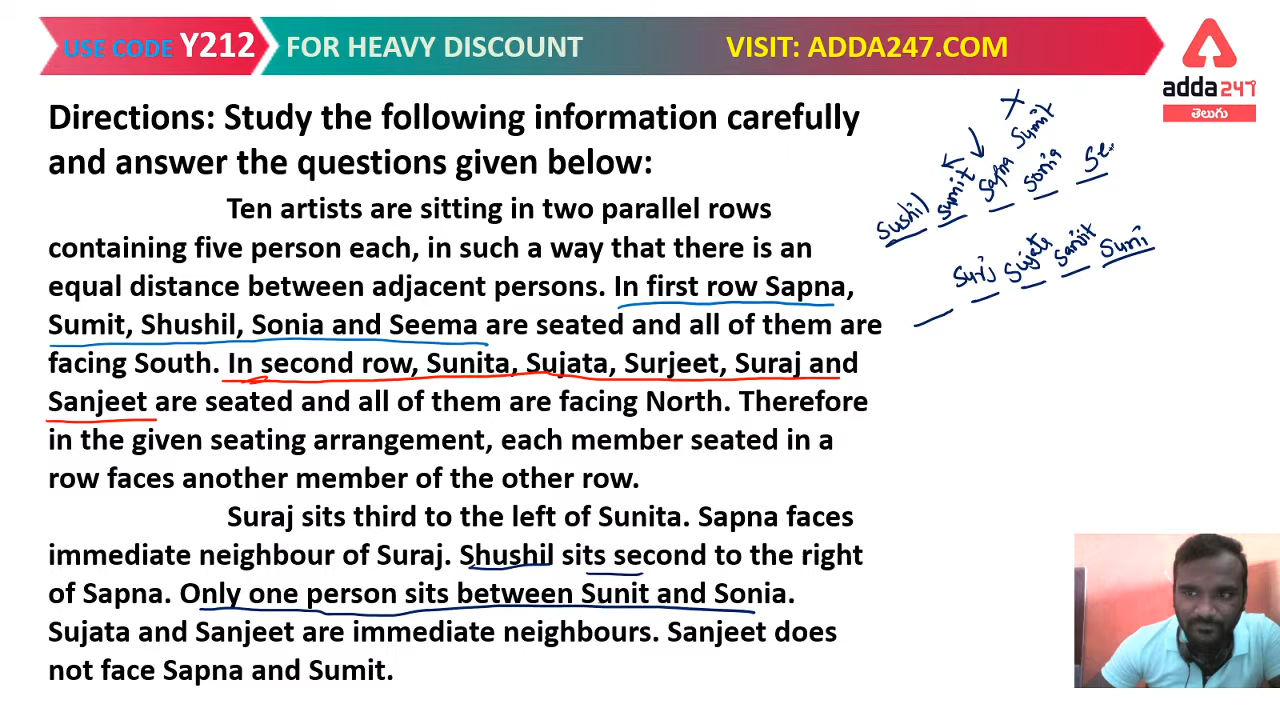 USE CODE Y212 FOR HEAVY DISCOUNT VISIT: ADDA247.COM
adda247
తెలుగు
Directions: Study the following information carefully
and answer the questions given below:
Ten artists are sitting in two parallel rows
containing five person each, in such a way that there is an
equal distance between adjacent persons. In first row Sapna,
Sumit, Shushil, Sonia and Seema are seated and all of them are
facing South. In second row, Sunita, Sujata, Surjeet, Suraj and
Sanjeet are seated and all of them are facing North. Therefore
in the given seating arrangement, each member seated in a
row faces another member of the other row.
Suraj sits third to the left of Sunita. Sapna faces
immediate neighbour of Suraj. Shushil sits second to the right
of Sapna. Only one person sits between Sunit and Sonia.
Sujata and Sanjeet are immediate neighbours. Sanjeet does
not face Sapna and Sumit.
Sumit
Sushil Sumit Sapna Sonia Se
Suraj Sujata Sanjit Suni